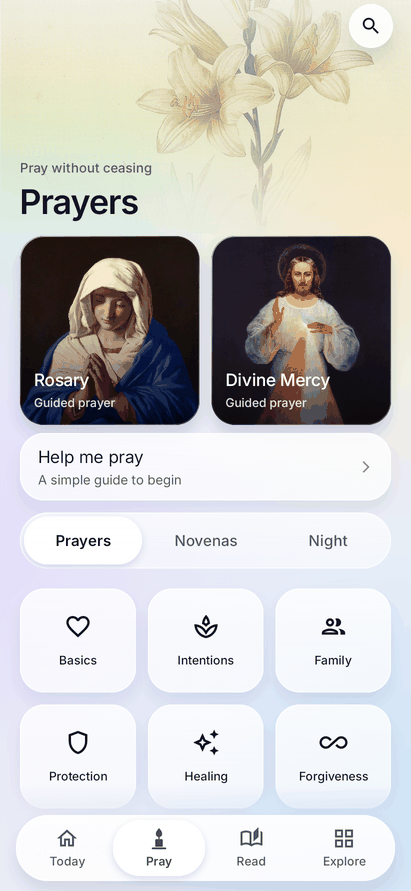 Pray without ceasing
Prayers
Rosary
Guided prayer
Divine Mercy
Guided prayer
Help me pray
A simple guide to begin
Prayers
Novenas
Night
Basics
Intentions
Family
Protection
Healing
Forgiveness
Today
Pray
Read
Explore